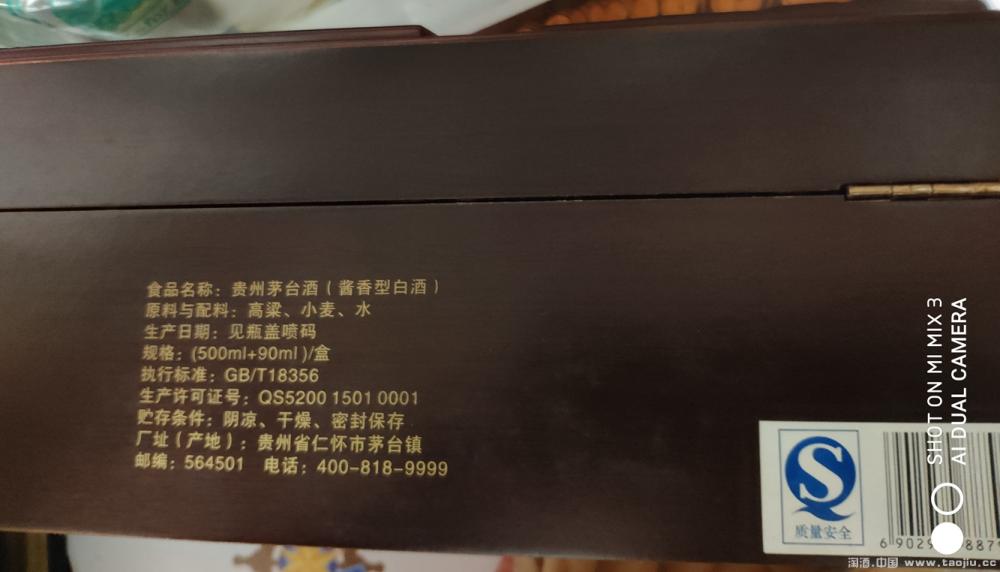 食品名称：贵州茅台酒（酱香型白酒）
原料与配料：高粱、小麦、水
生产日期：见瓶盖喷码
规格：(500ml+90ml)/盒
执行标准：GB/T18356
生产许可证号：QS5200 1501 0001
贮存条件：阴凉、干燥、密封保存
厂址（产地）：贵州省仁怀市茅台镇
邮编：564501 电话：400-818-9999
质量安全
6 902
887
SHOT ON MI MIX 3
AI DUAL CAMERA
淘酒.中国 www.taojiu.cc